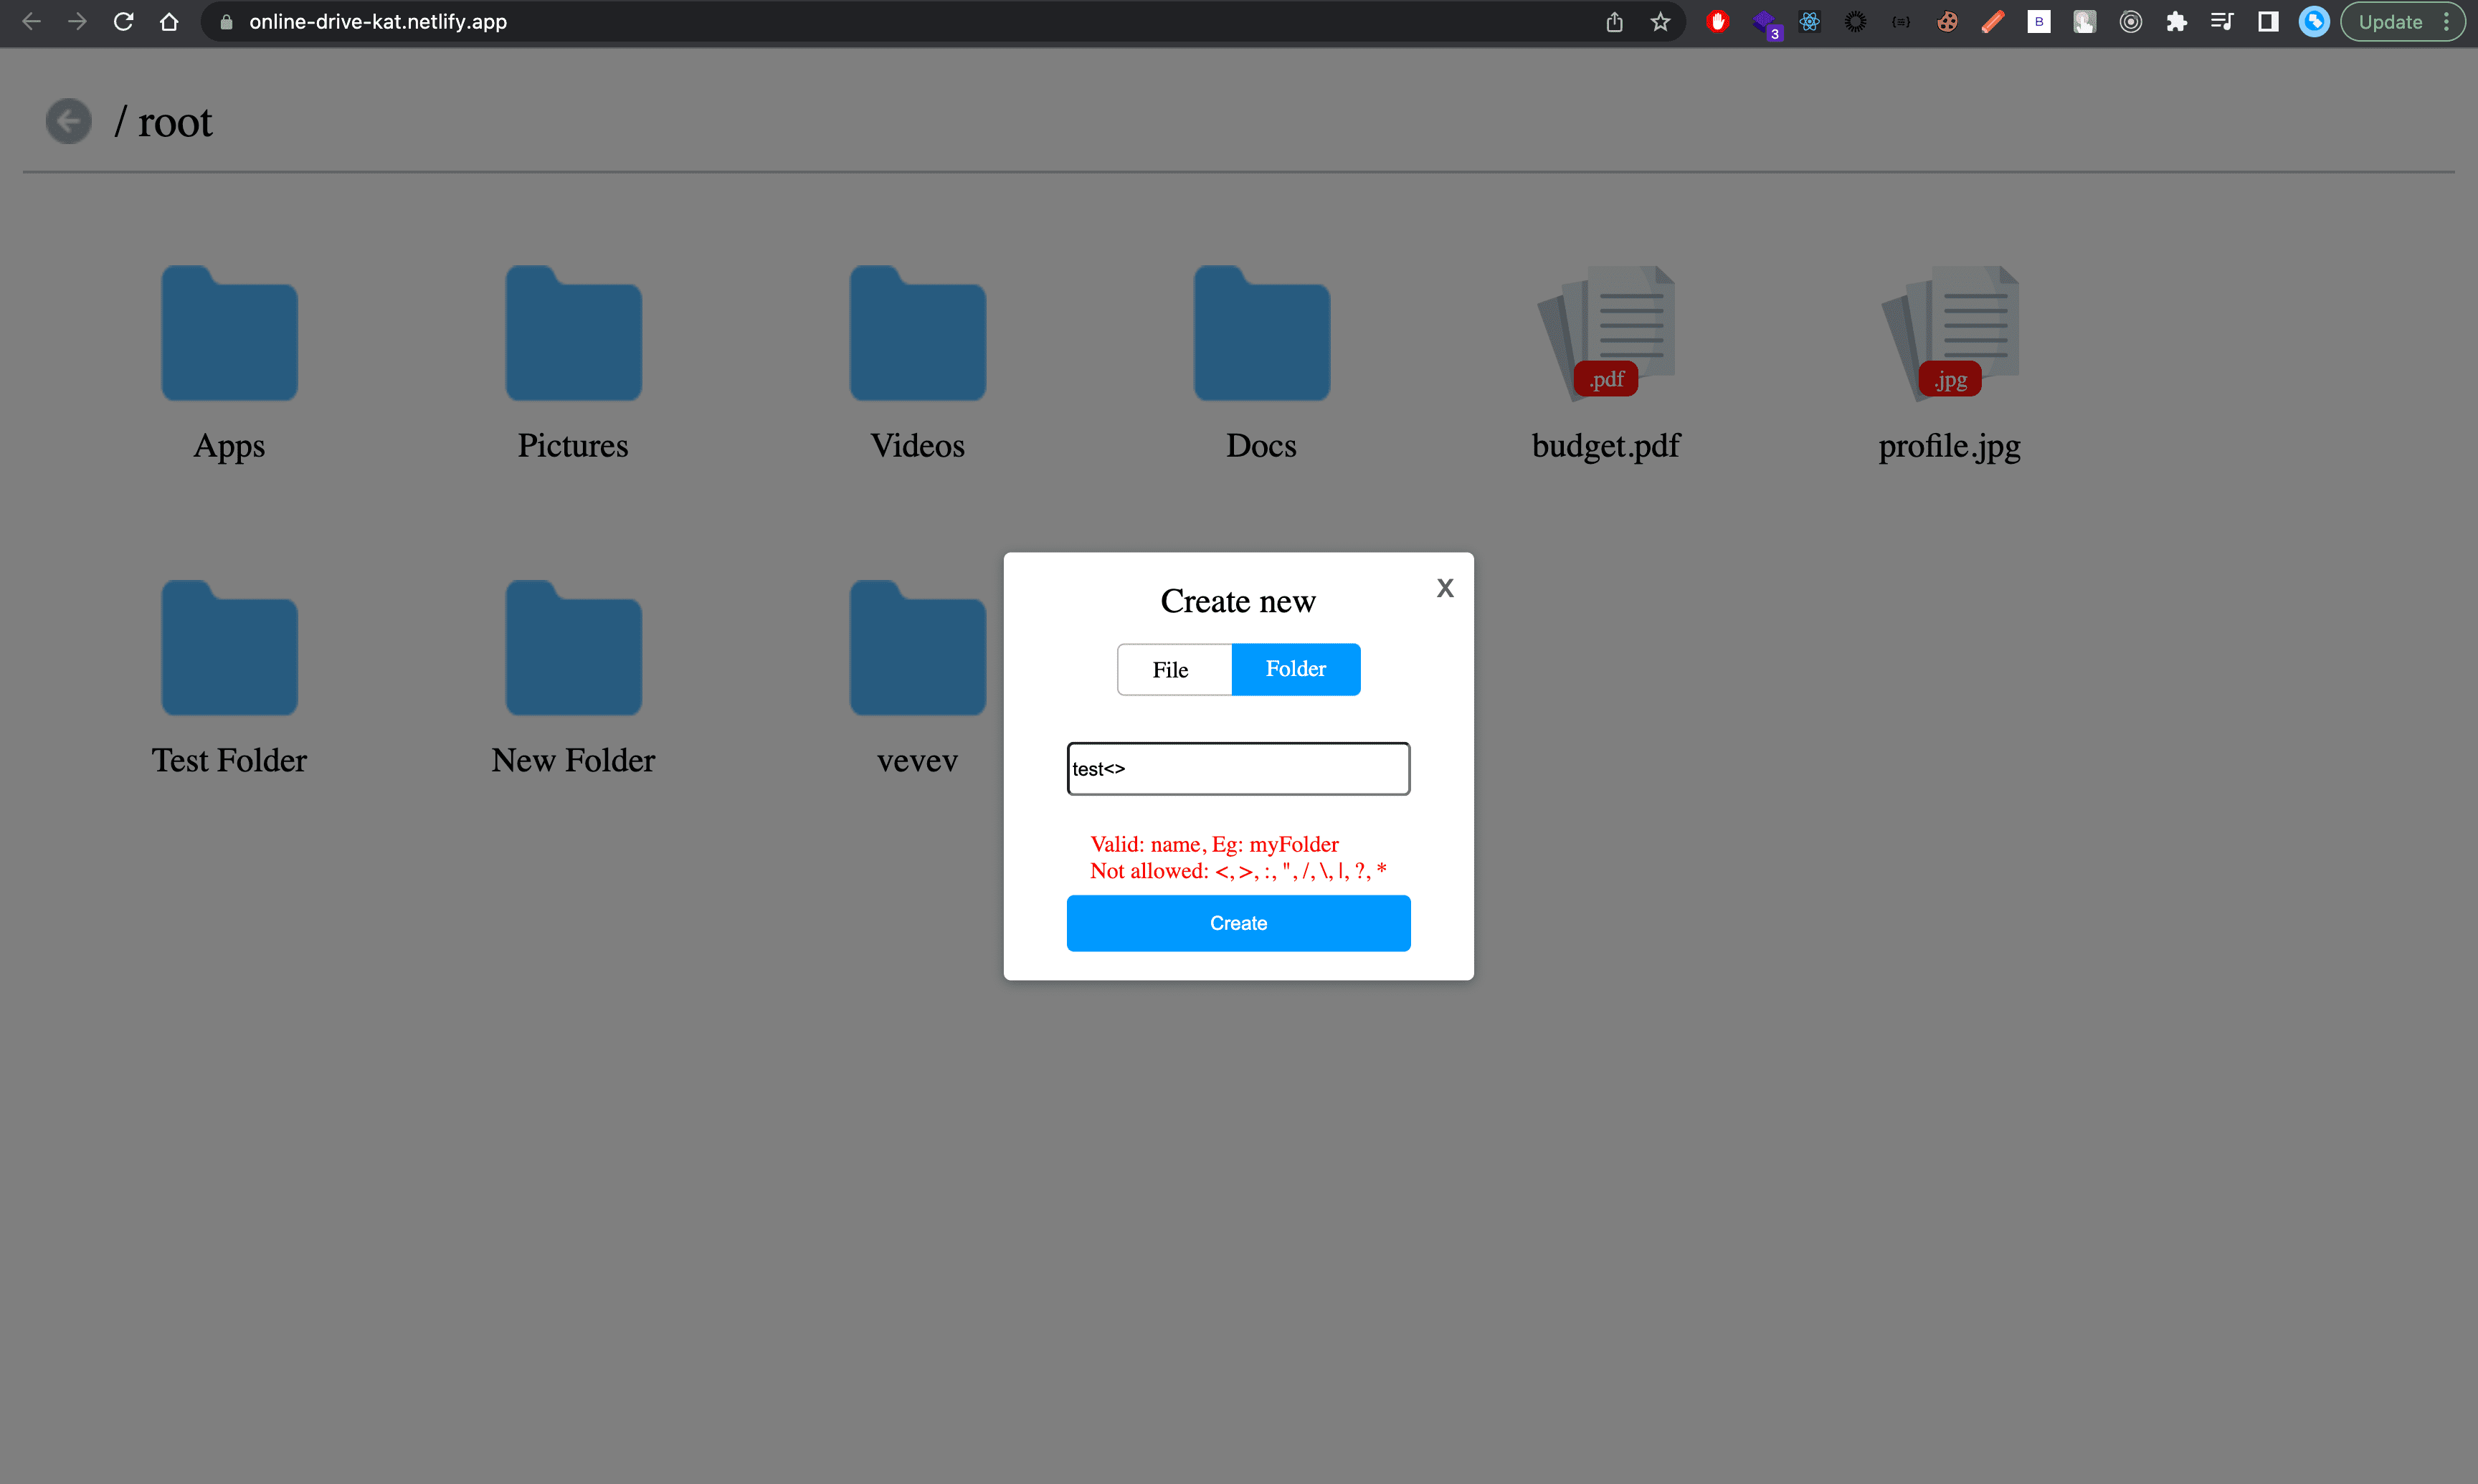 online-drive-kat.netlify.app
3
{≡}
B
Update
/ root
.pdf
.jpg
Apps
Pictures
Videos
Docs
budget.pdf
profile.jpg
Test Folder
New Folder
vevev
Create new
X
File
Folder
test<>
Valid: name, Eg: myFolder
Not allowed: <, >, :, ", /, \, |, ?, *
Create